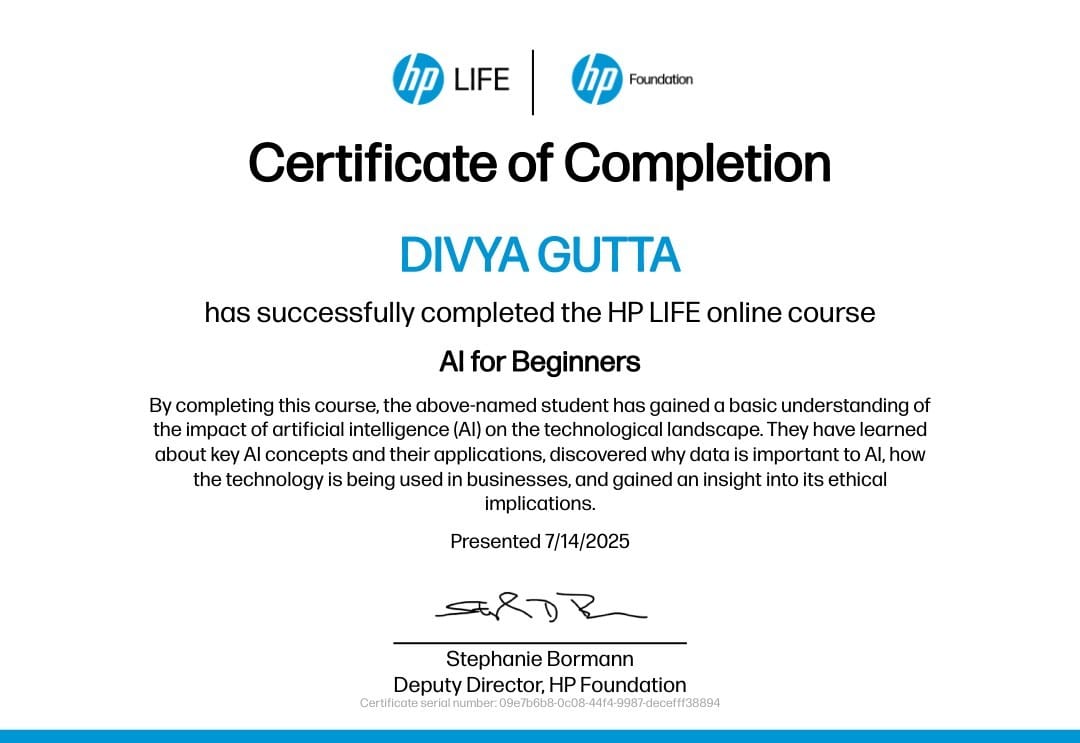 hp LIFE | hp Foundation
Certificate of Completion
DIVYA GUTTA
has successfully completed the HP LIFE online course
AI for Beginners
By completing this course, the above-named student has gained a basic understanding of
the impact of artificial intelligence (AI) on the technological landscape. They have learned
about key AI concepts and their applications, discovered why data is important to AI, how
the technology is being used in businesses, and gained an insight into its ethical
implications.
Presented 7/14/2025
Stephanie Bormann
Deputy Director, HP Foundation
Certificate serial number: 09e7b6b8-0c08-44f4-9987-decefff38894